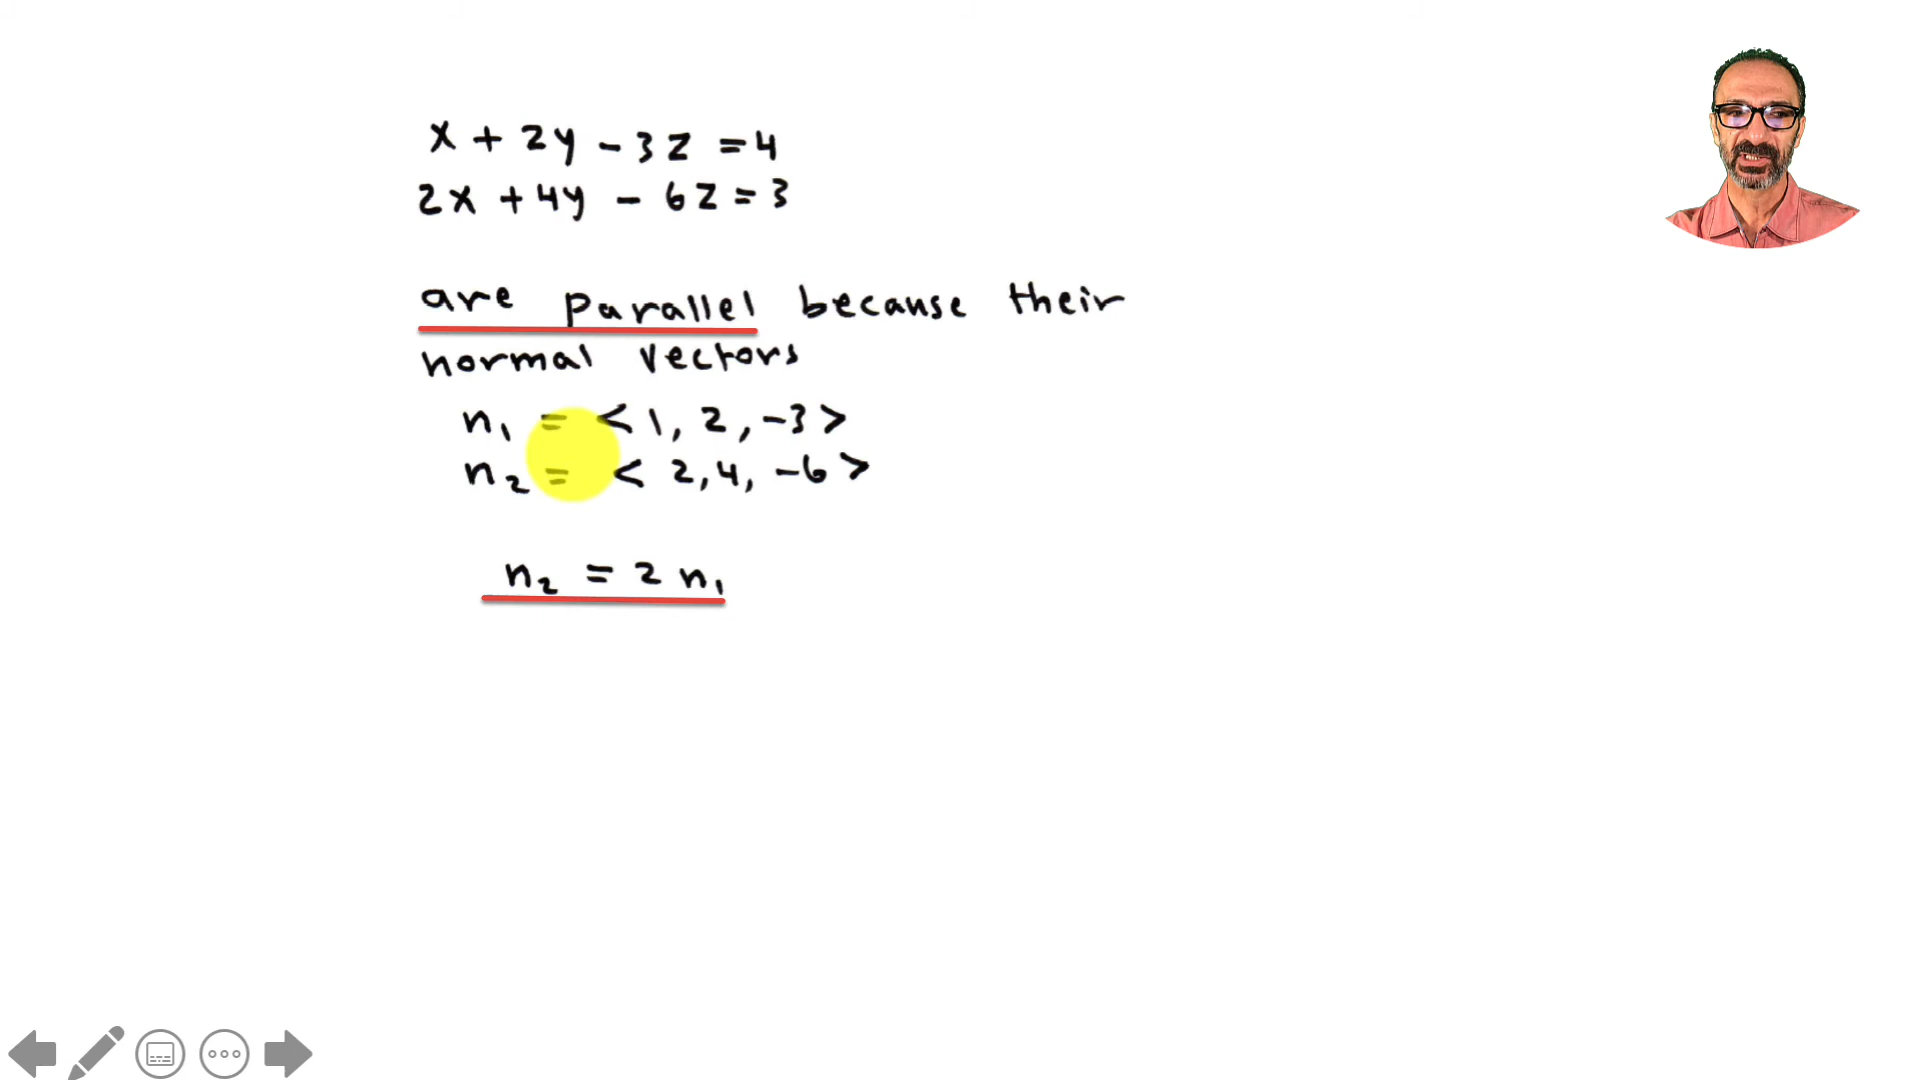 x + 2y - 3z = 4
2x + 4y - 6z = 3
are parallel because their
normal vectors
n₁ = < 1, 2, -3 >
n₂ = < 2, 4, -6 >
n₂ = 2 n₁